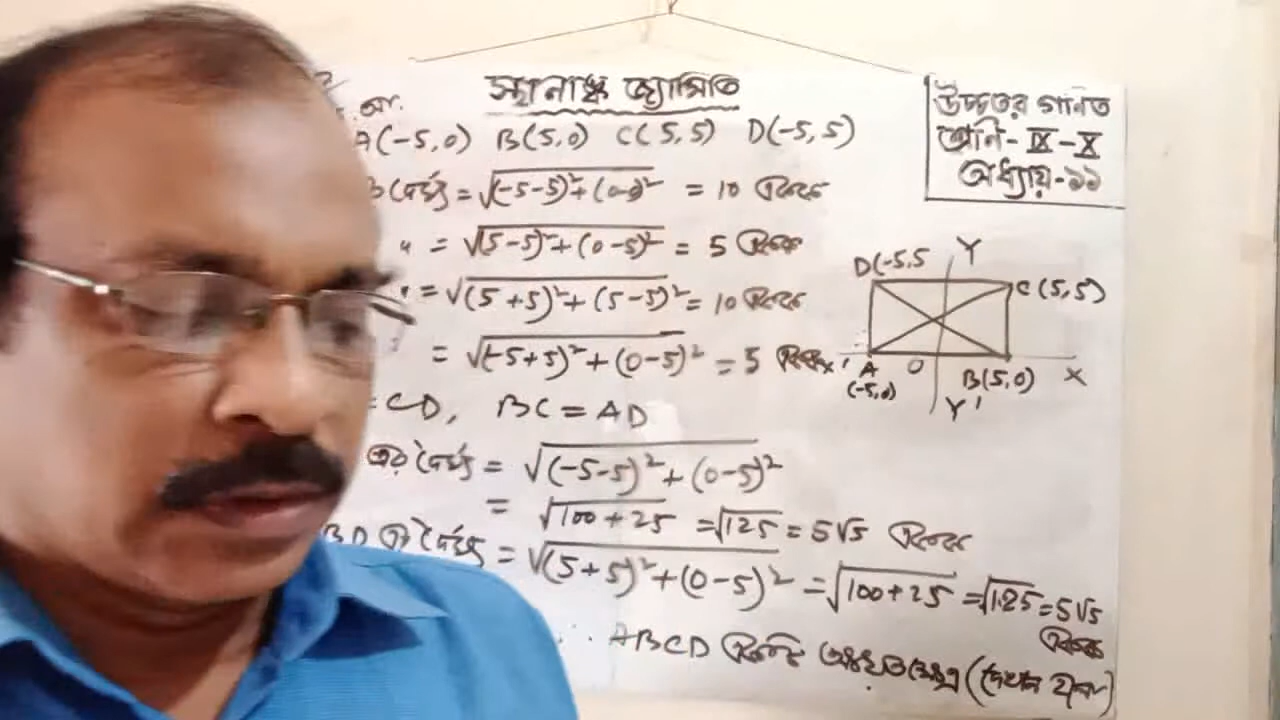 স্থানাঙ্ক জ্যামিতি
উচ্চতর গনিত
শ্রেনি- IX - X
অধ্যায়-১১
A(-5,0) B(5,0) C(5,5) D(-5,5)
দৈর্ঘ্য = √(-5-5)²+(0-0)² = 10 একক
" = √(5-5)²+(0-5)² = 5 একক
" = √(5+5)²+(5-5)² = 10 একক
= √(-5+5)²+(0-5)² = 5 একক
= CD, BC = AD
এর দৈর্ঘ্য = √(-5-5)²+(0-5)²
= √100+25 = √125 = 5√5 একক
BD এর দৈর্ঘ্য = √(5+5)²+(0-5)² = √100+25 = √125 = 5√5
একক
∴ ABCD একটি আয়তক্ষেত্র (দেখান হল)
D(-5,5 Y
C(5,5)
X' A O B(5,0) X
(-5,0) Y'